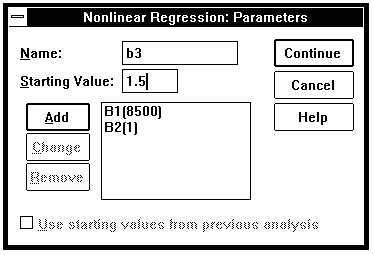 Nonlinear Regression: Parameters
Name: b3 Continue
Starting Value: 1.5 Cancel
Add B1(8500) Help
B2(1)
Change
Remove
Use starting values from previous analysis